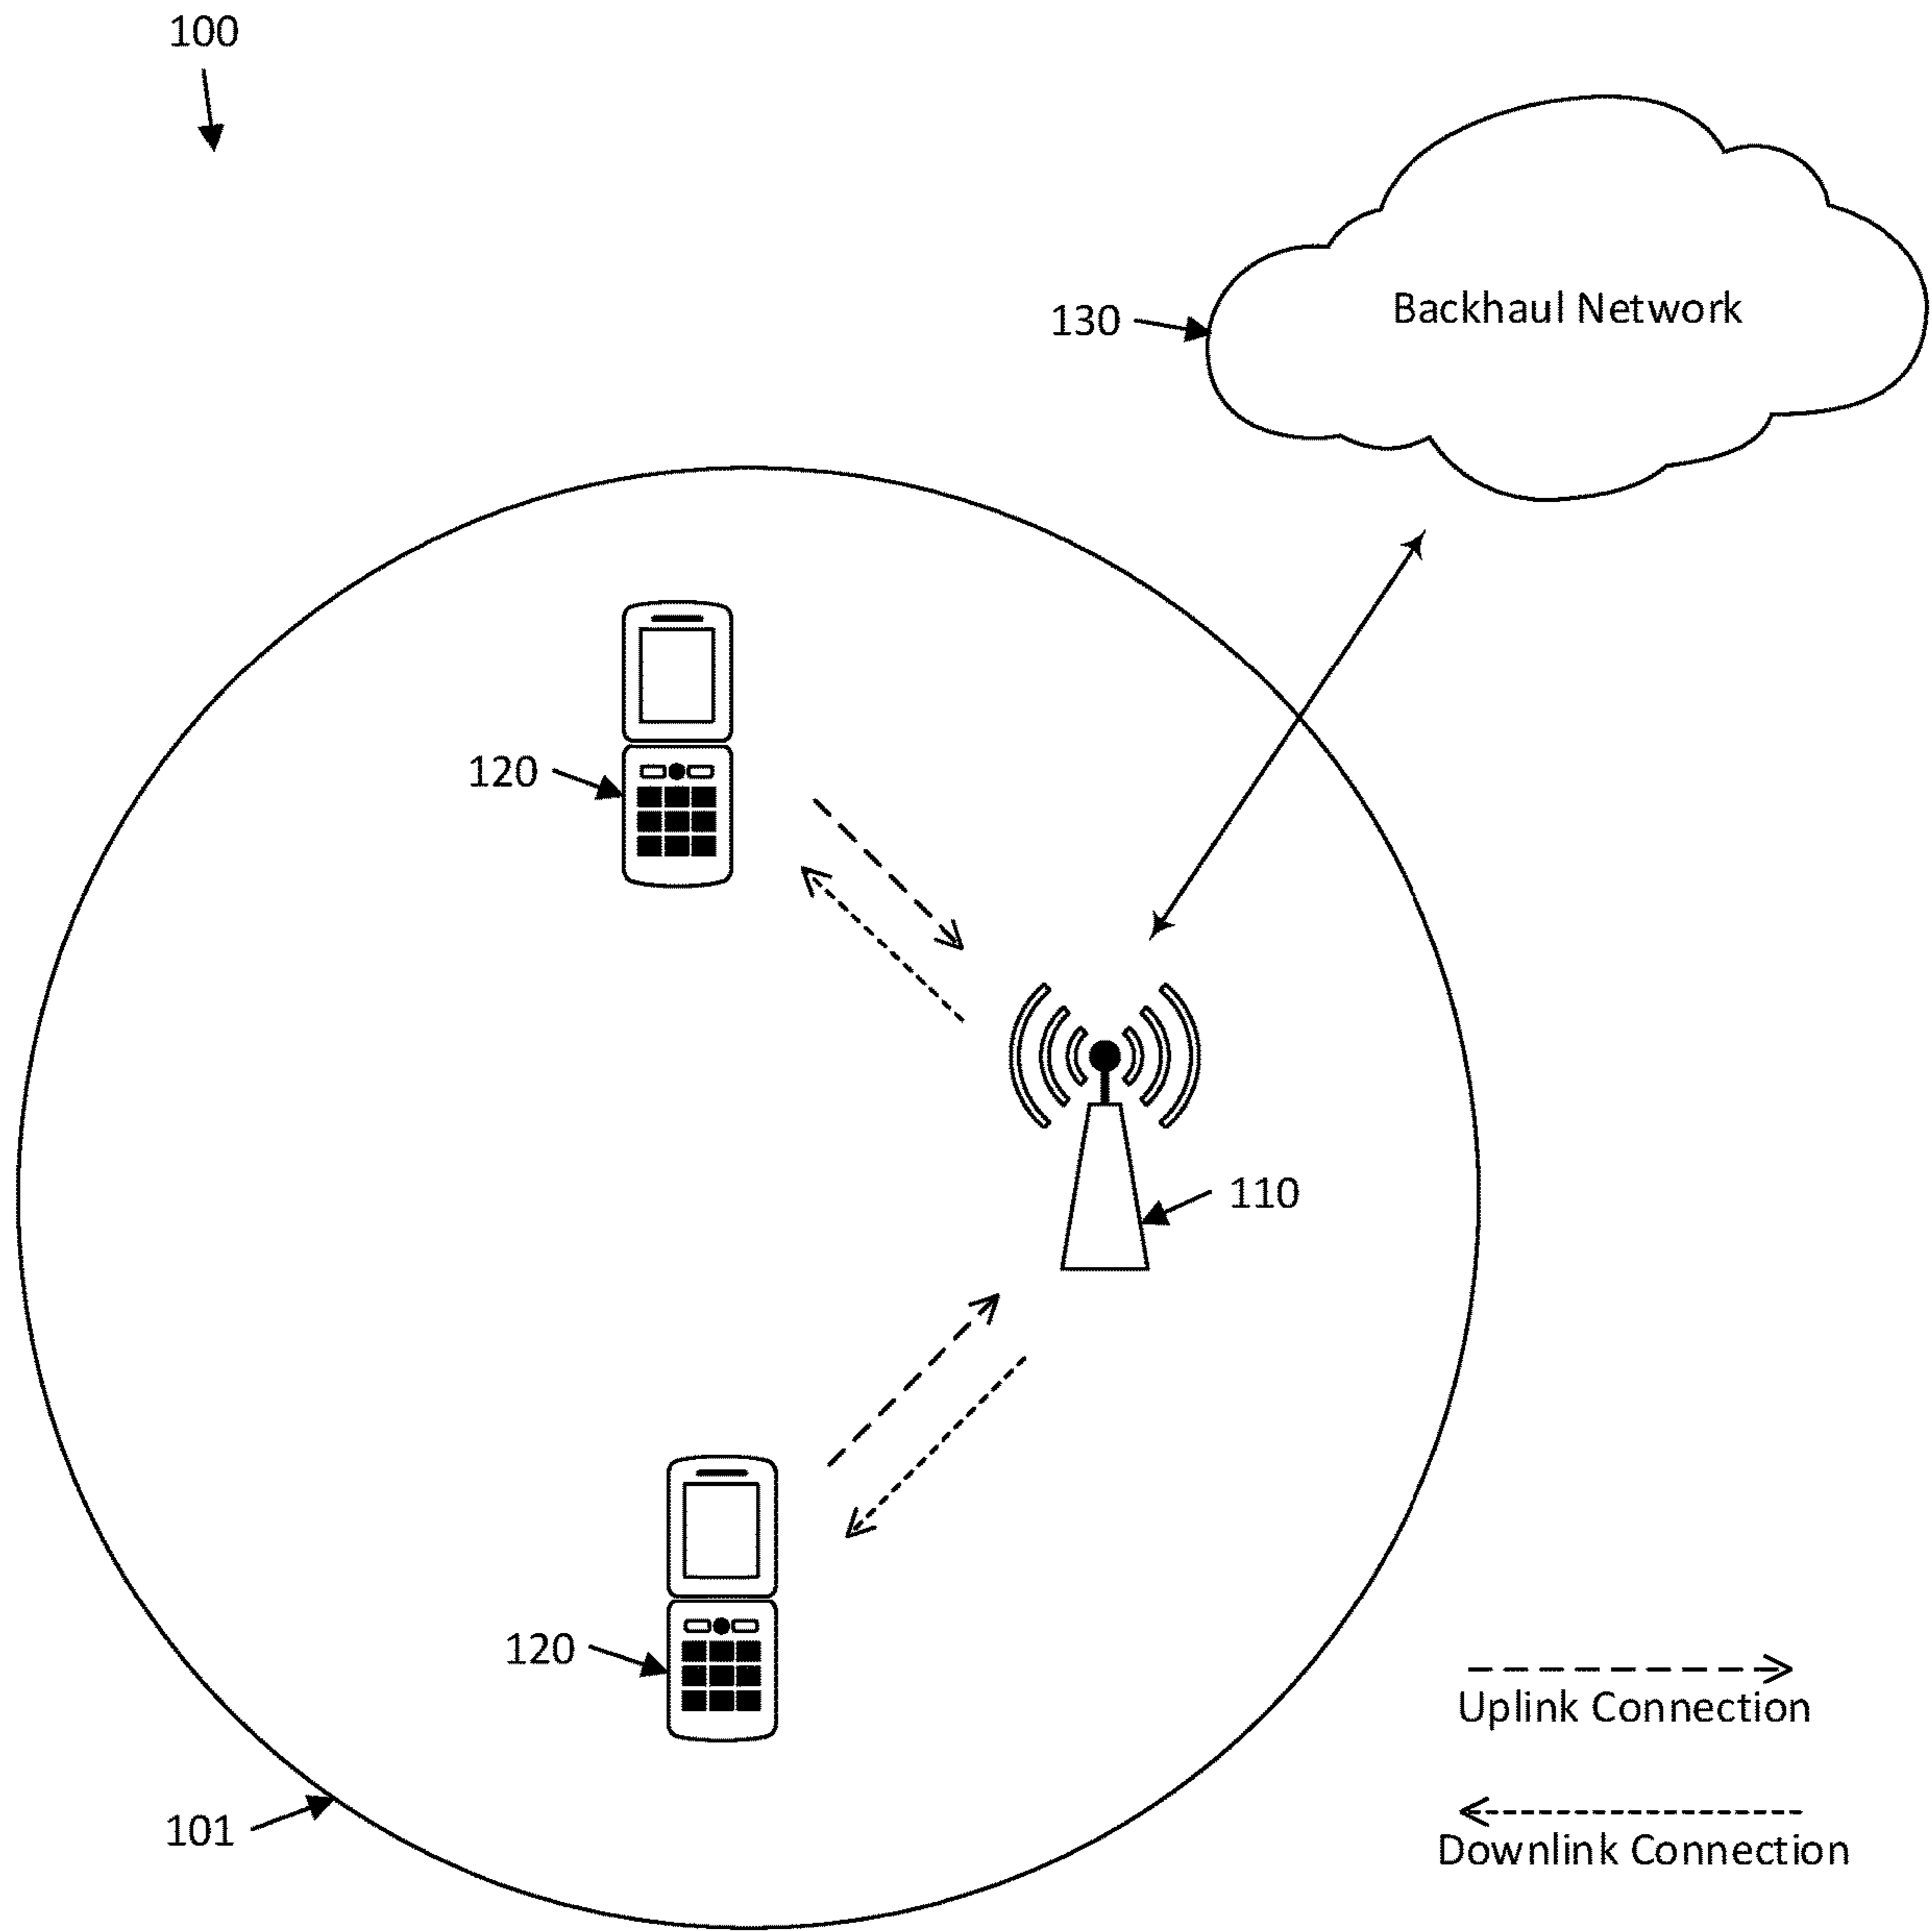 100
Backhaul Network
130
120
110
120
Uplink Connection
101
Downlink Connection